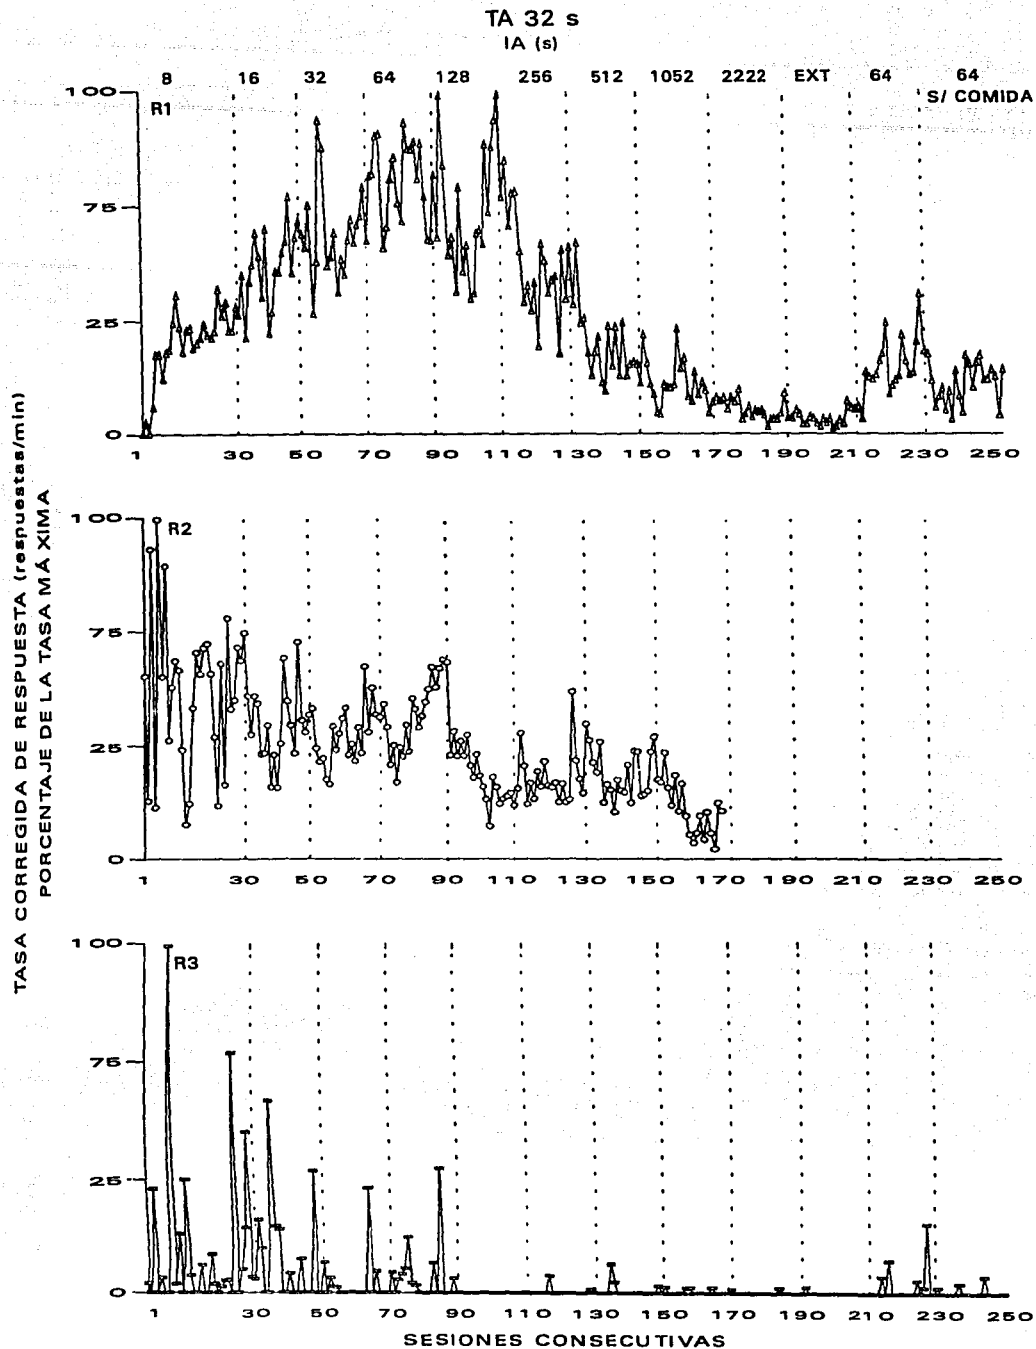 TA 32 s
IA (s)
8 16 32 64 128 256 512 1052 2222 EXT 64 64
S/ COMIDA
R1
100
75
25
0
1 30 50 70 90 110 130 150 170 190 210 230 250
R2
100
75
25
0
1 30 50 70 90 110 130 150 170 190 210 230 250
R3
100
75
25
0
1 30 50 70 90 110 130 150 170 190 210 230 250
SESIONES CONSECUTIVAS
TASA CORREGIDA DE RESPUESTA (respuestas/min)
PORCENTAJE DE LA TASA MÁXIMA